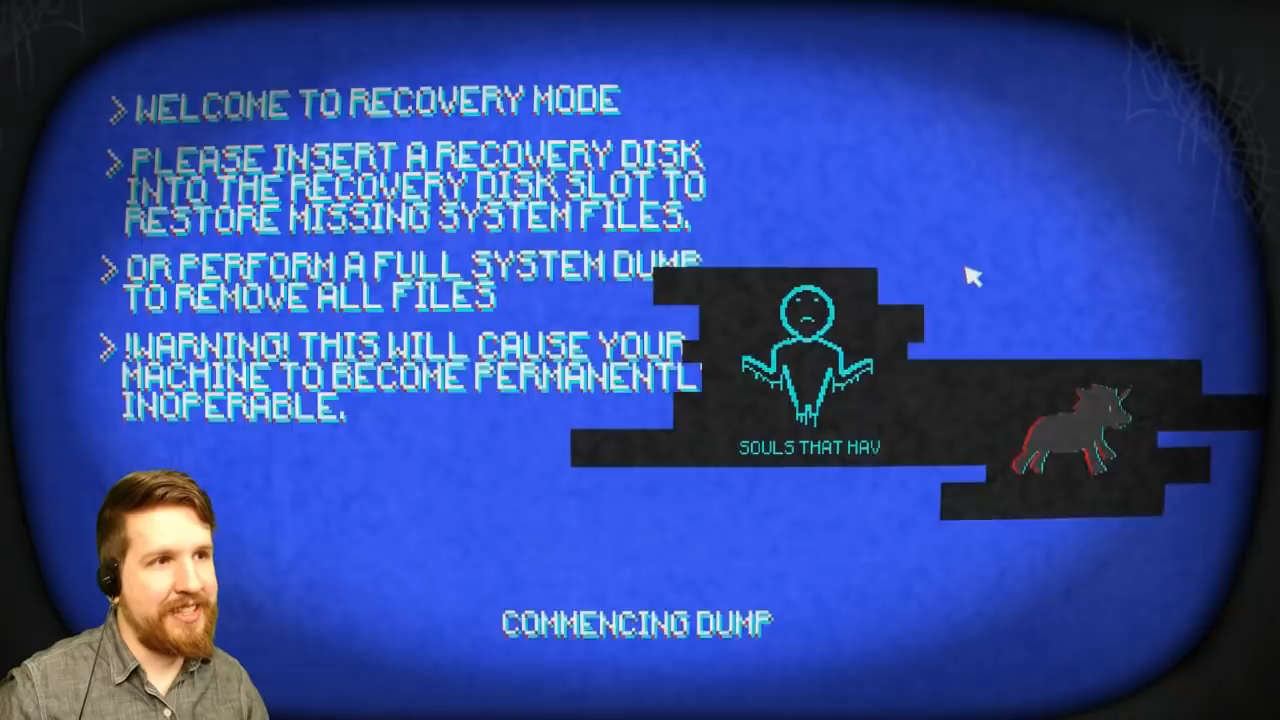 > WELCOME TO RECOVERY MODE
> PLEASE INSERT A RECOVERY DISK
INTO THE RECOVERY DISK SLOT TO
RESTORE MISSING SYSTEM FILES.
> OR PERFORM A FULL SYSTEM DUMP
TO REMOVE ALL FILES
> !WARNING! THIS WILL CAUSE YOUR
MACHINE TO BECOME PERMANENTL
INOPERABLE.
SOULS THAT HAV
COMMENCING DUMP